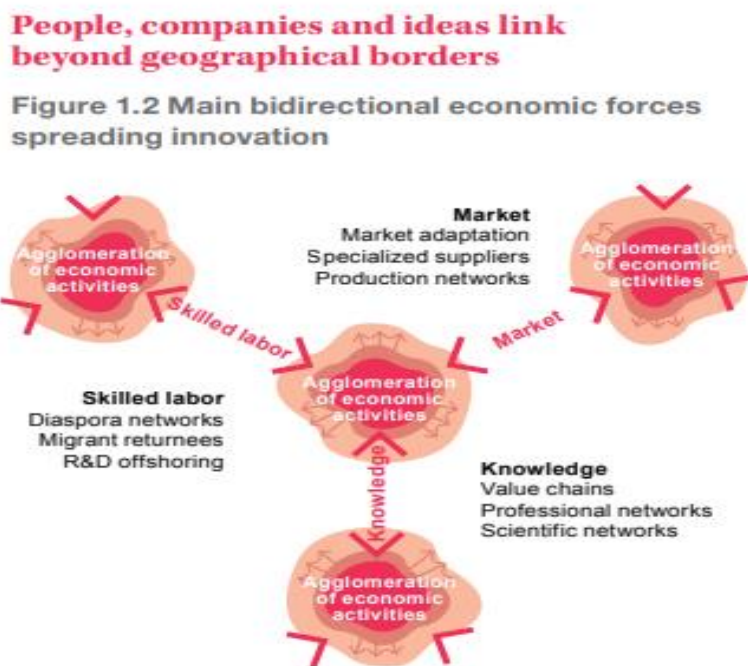 People, companies and ideas link
beyond geographical borders
Figure 1.2 Main bidirectional economic forces
spreading innovation
Agglomeration
of economic
activities
Market
Market adaptation
Specialized suppliers
Production networks
Agglomeration
of economic
activities
Skilled labor
Market
Agglomeration
of economic
activities
Skilled labor
Diaspora networks
Migrant returnees
R&D offshoring
Knowledge
Knowledge
Value chains
Professional networks
Scientific networks
Agglomeration
of economic
activities